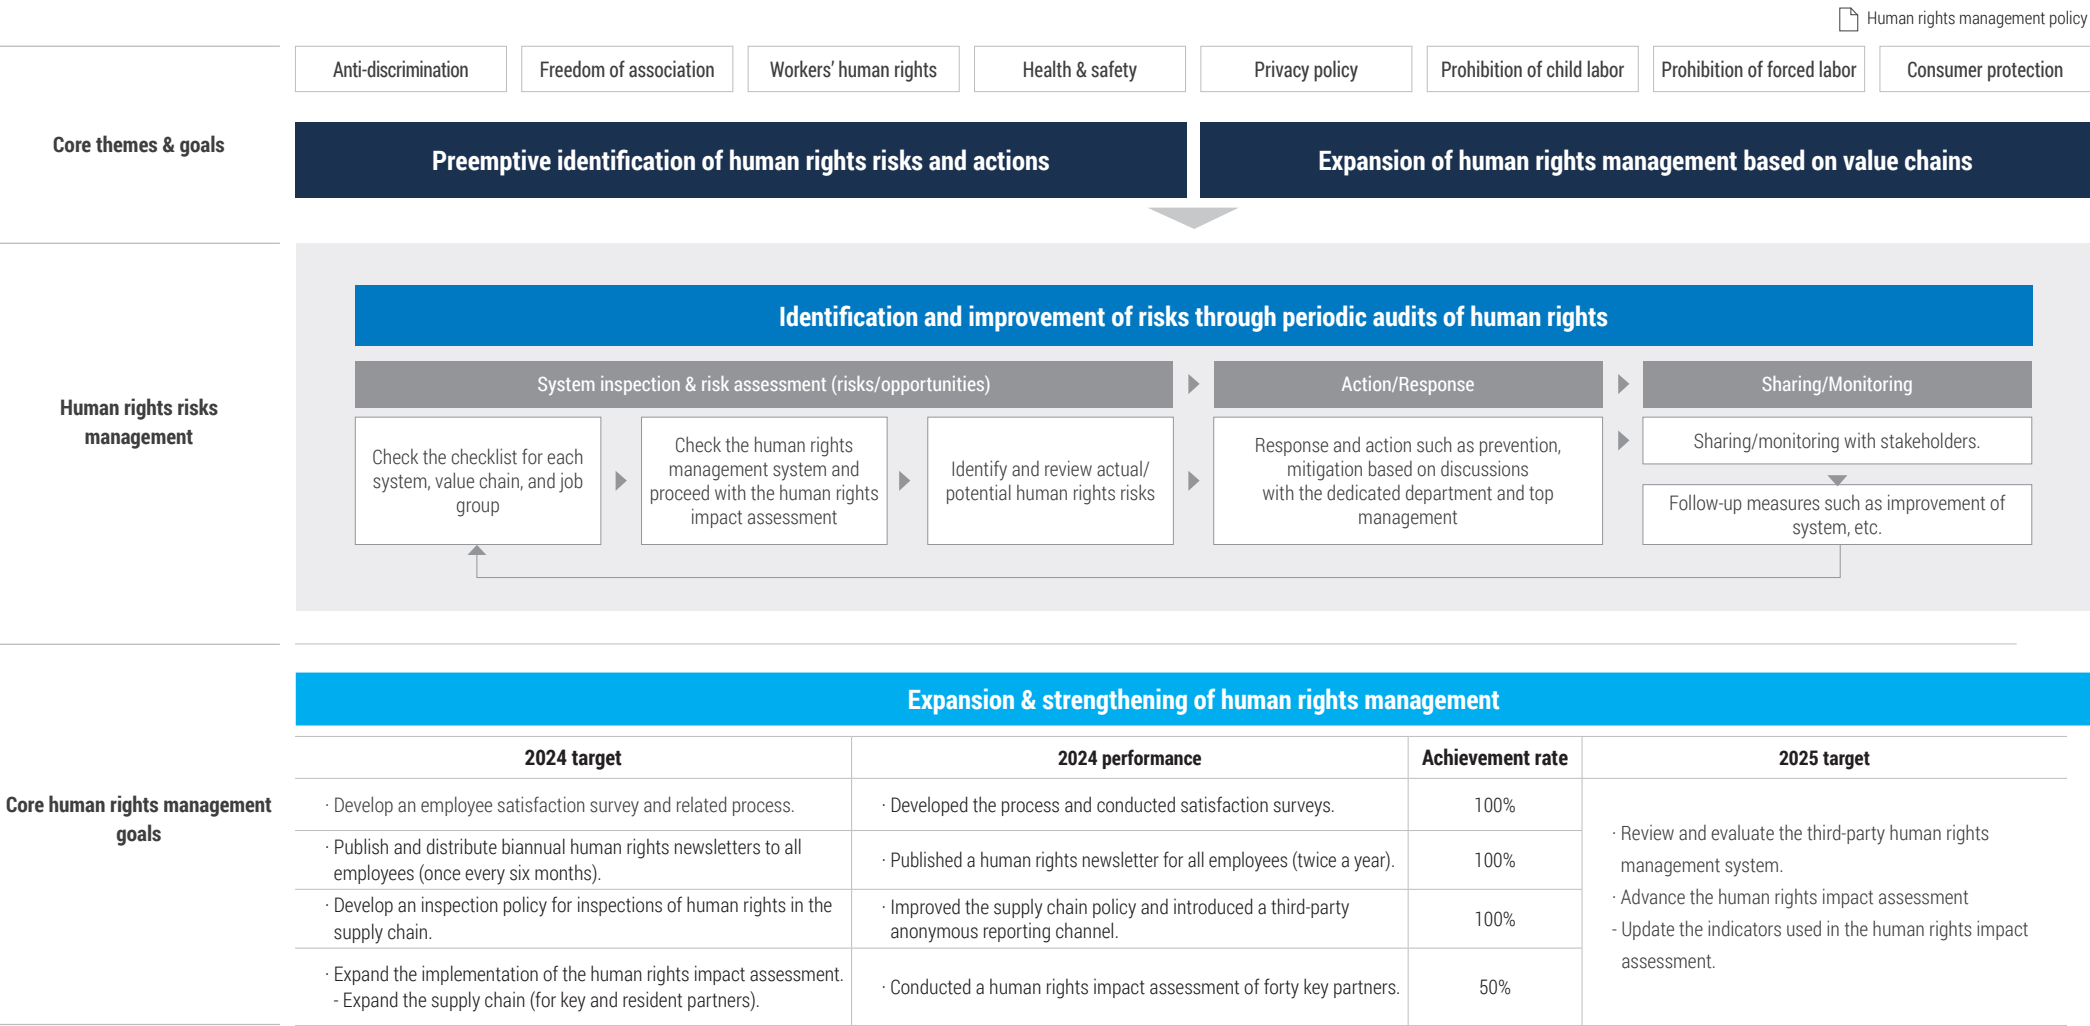 Human rights management policy
Anti-discrimination
Freedom of association
Workers' human rights
Health & safety
Privacy policy
Prohibition of child labor
Prohibition of forced labor
Consumer protection
Core themes & goals
Preemptive identification of human rights risks and actions
Expansion of human rights management based on value chains
Human rights risks
management
Identification and improvement of risks through periodic audits of human rights
System inspection & risk assessment (risks/opportunities)
Action/Response
Sharing/Monitoring
Check the checklist for each
system, value chain, and job
group
Check the human rights
management system and
proceed with the human rights
impact assessment
Identify and review actual/
potential human rights risks
Response and action such as prevention,
mitigation based on discussions
with the dedicated department and top
management
Sharing/monitoring with stakeholders.
Follow-up measures such as improvement of
system, etc.
Core human rights management
goals
Expansion & strengthening of human rights management
2024 target
2024 performance
Achievement rate
2025 target
· Develop an employee satisfaction survey and related process.
· Developed the process and conducted satisfaction surveys.
100%
· Publish and distribute biannual human rights newsletters to all
employees (once every six months).
· Published a human rights newsletter for all employees (twice a year).
100%
· Develop an inspection policy for inspections of human rights in the
supply chain.
· Improved the supply chain policy and introduced a third-party
anonymous reporting channel.
100%
· Expand the implementation of the human rights impact assessment.
- Expand the supply chain (for key and resident partners).
· Conducted a human rights impact assessment of forty key partners.
50%
· Review and evaluate the third-party human rights
management system.
· Advance the human rights impact assessment
- Update the indicators used in the human rights impact
assessment.